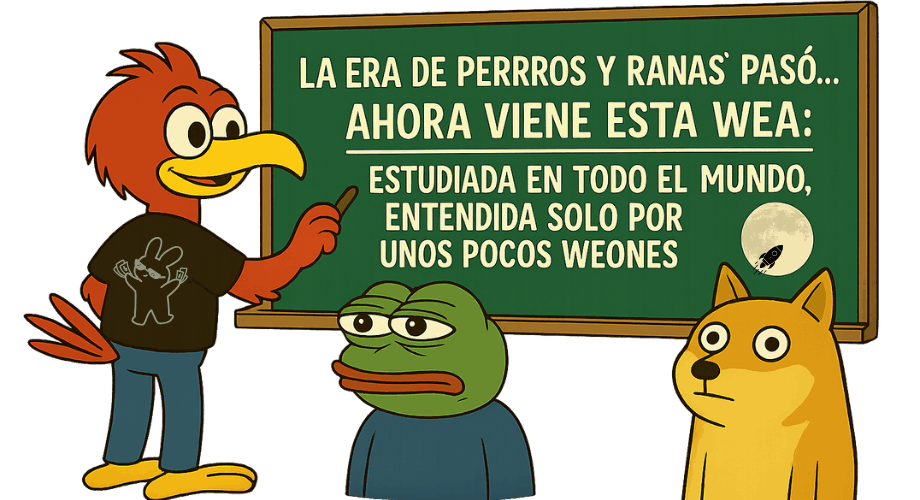 LA ERA DE PERRROS Y RANAS' PASÓ...
AHORA VIENE ESTA WEA:
ESTUDIADA EN TODO EL MUNDO,
ENTENDIDA SOLO POR
UNOS POCOS WEONES